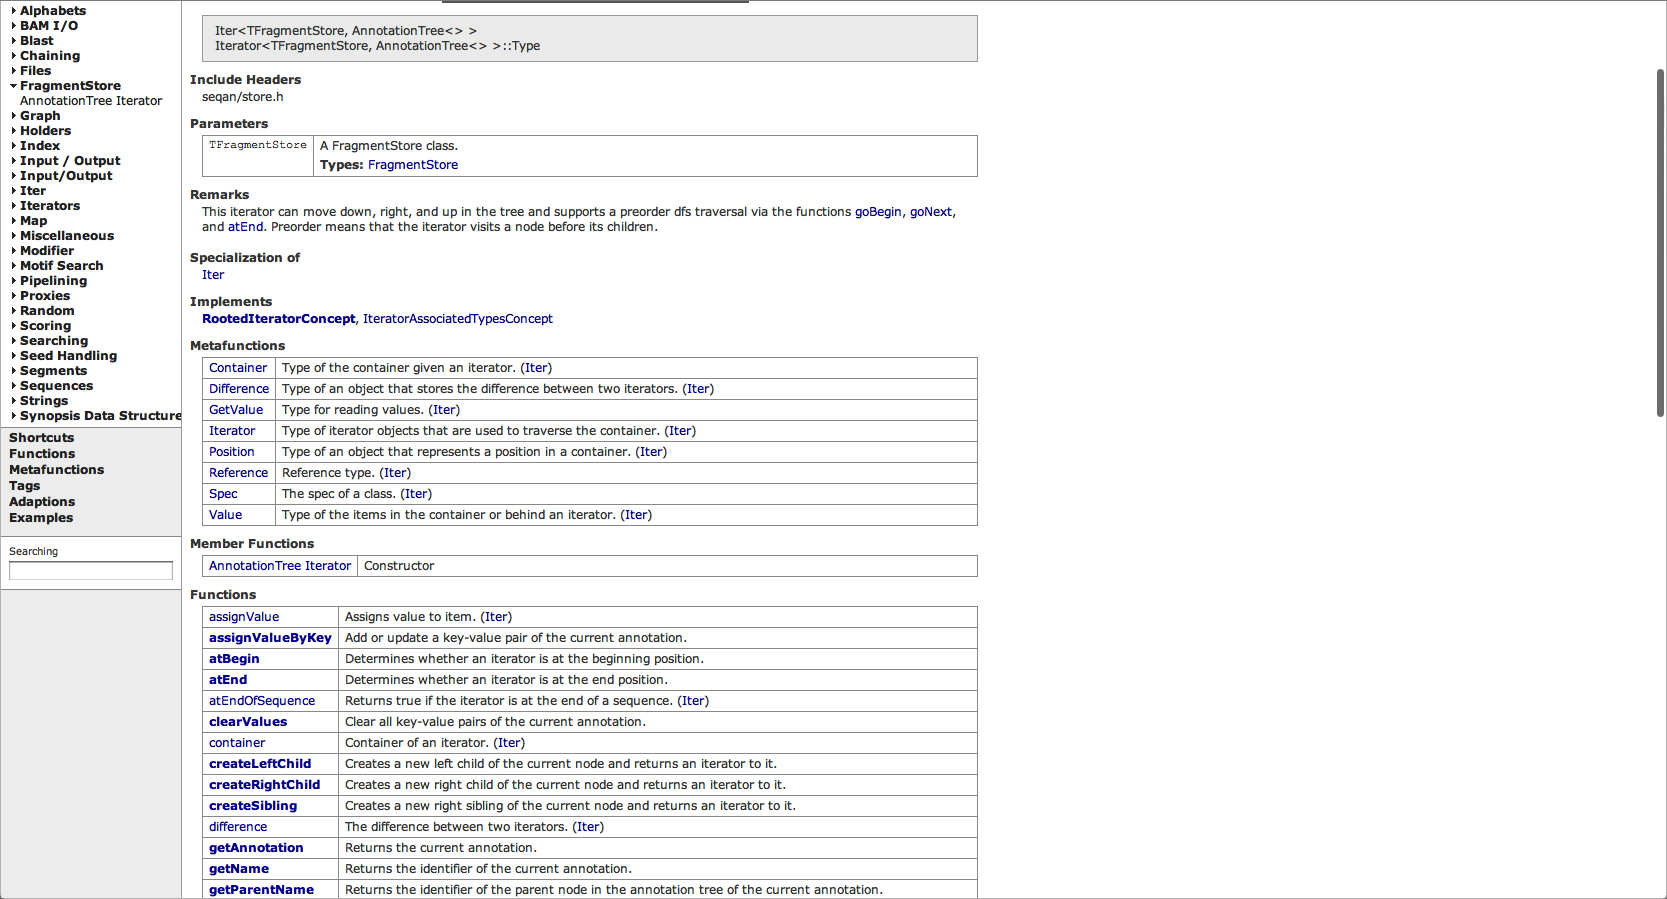 Alphabets
BAM I/O
Blast
Chaining
Files
FragmentStore
AnnotationTree Iterator
Graph
Holders
Index
Input / Output
Input/Output
Iter
Iterators
Map
Miscellaneous
Modifier
Motif Search
Pipelining
Proxies
Random
Scoring
Searching
Seed Handling
Segments
Sequences
Strings
Synopsis Data Structure
Shortcuts
Functions
Metafunctions
Tags
Adaptions
Examples
Searching
Iter<TFragmentStore, AnnotationTree<> >
Iterator<TFragmentStore, AnnotationTree<> >::Type
Include Headers
seqan/store.h
Parameters
TFragmentStore A FragmentStore class.
Types: FragmentStore
Remarks
This iterator can move down, right, and up in the tree and supports a preorder dfs traversal via the functions goBegin, goNext,
and atEnd. Preorder means that the iterator visits a node before its children.
Specialization of
Iter
Implements
RootedIteratorConcept, IteratorAssociatedTypesConcept
Metafunctions
Container Type of the container given an iterator. (Iter)
Difference Type of an object that stores the difference between two iterators. (Iter)
GetValue Type for reading values. (Iter)
Iterator Type of iterator objects that are used to traverse the container. (Iter)
Position Type of an object that represents a position in a container. (Iter)
Reference Reference type. (Iter)
Spec The spec of a class. (Iter)
Value Type of the items in the container or behind an iterator. (Iter)
Member Functions
AnnotationTree Iterator Constructor
Functions
assignValue Assigns value to item. (Iter)
assignValueByKey Add or update a key-value pair of the current annotation.
atBegin Determines whether an iterator is at the beginning position.
atEnd Determines whether an iterator is at the end position.
atEndOfSequence Returns true if the iterator is at the end of a sequence. (Iter)
clearValues Clear all key-value pairs of the current annotation.
container Container of an iterator. (Iter)
createLeftChild Creates a new left child of the current node and returns an iterator to it.
createRightChild Creates a new right child of the current node and returns an iterator to it.
createSibling Creates a new right sibling of the current node and returns an iterator to it.
difference The difference between two iterators. (Iter)
getAnnotation Returns the current annotation.
getName Returns the identifier of the current annotation.
getParentName Returns the identifier of the parent node in the annotation tree of the current annotation.